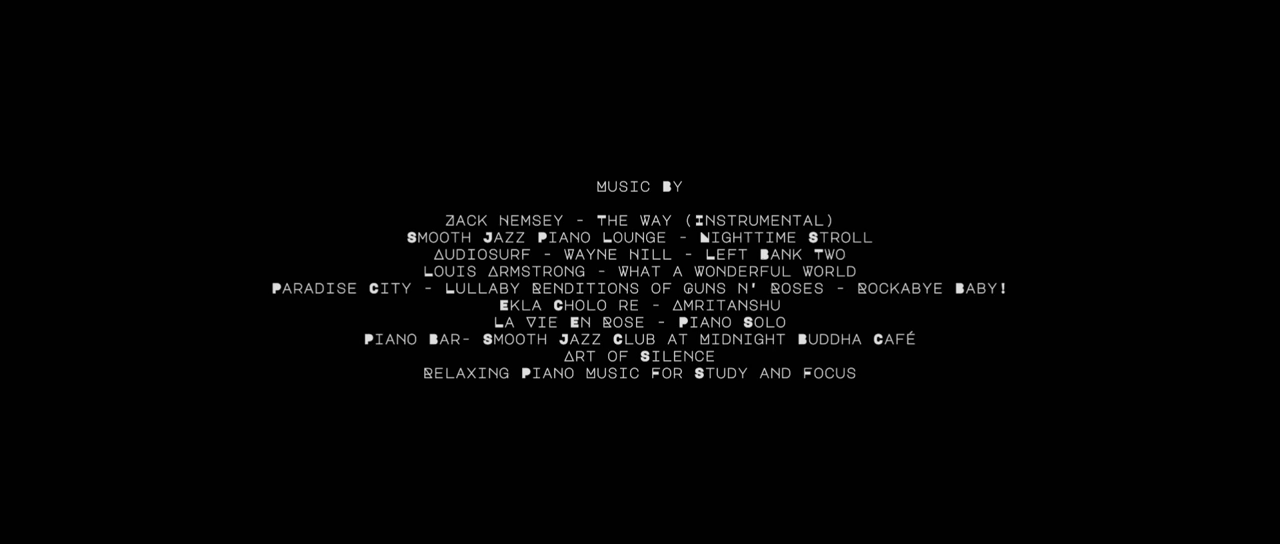 Music By
Zack Hemsey - The Way (Instrumental)
Smooth Jazz Piano Lounge - Nighttime Stroll
Audiosurf - Wayne Hill - Left Bank Two
Louis Armstrong - What a Wonderful World
Paradise City - Lullaby Renditions of Guns N' Roses - Rockabye Baby!
Ekla Cholo Re - Amritanshu
La Vie En Rose - Piano Solo
Piano Bar- Smooth Jazz Club at Midnight Buddha Café
Art of Silence
Relaxing Piano Music for Study and Focus